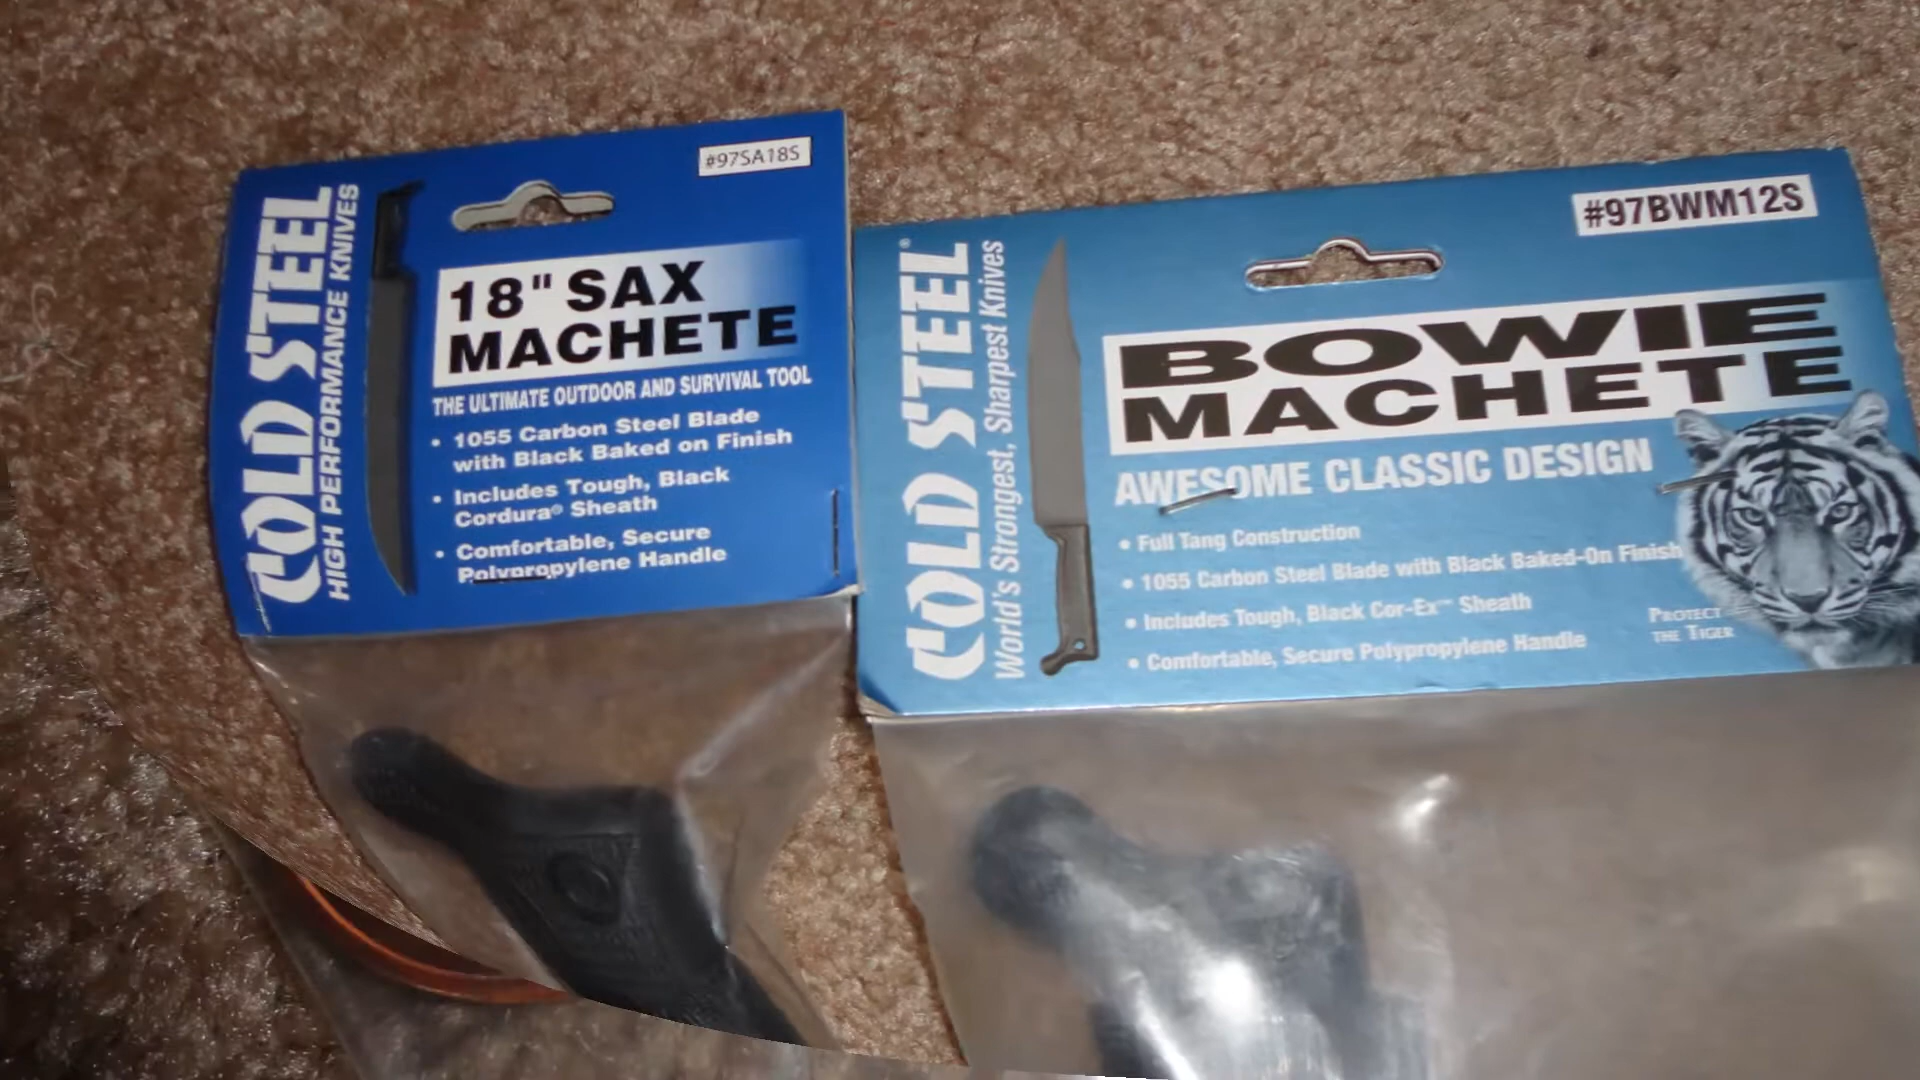 #97SA18S
COLD STEEL
HIGH PERFORMANCE KNIVES
18" SAX
MACHETE
THE ULTIMATE OUTDOOR AND SURVIVAL TOOL
• 1055 Carbon Steel Blade
with Black Baked on Finish
• Includes Tough, Black
Cordura® Sheath
• Comfortable, Secure
Polypropylene Handle
#97BWM12S
COLD STEEL®
World's Strongest, Sharpest Knives
BOWIE
MACHETE
AWESOME CLASSIC DESIGN
• Full Tang Construction
• 1055 Carbon Steel Blade with Black Baked-On Finish
• Includes Tough, Black Cor-Ex™ Sheath
• Comfortable, Secure Polypropylene Handle
PROTECT
THE TIGER